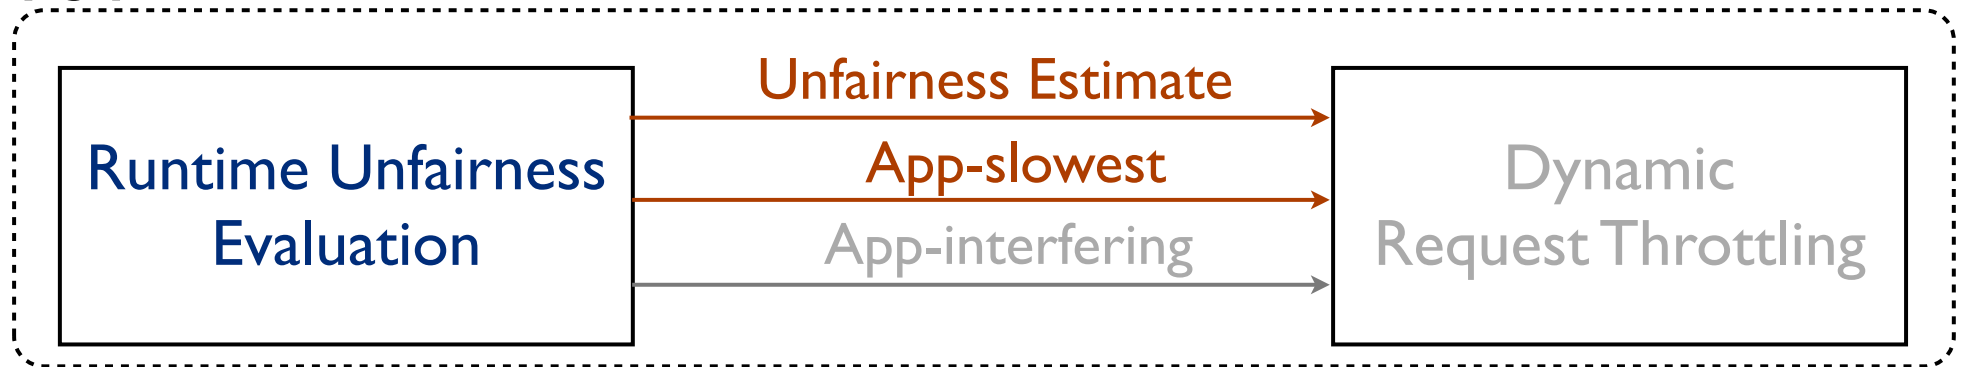 Unfairness Estimate
Runtime Unfairness
Evaluation
App-slowest
App-interfering
Dynamic
Request Throttling